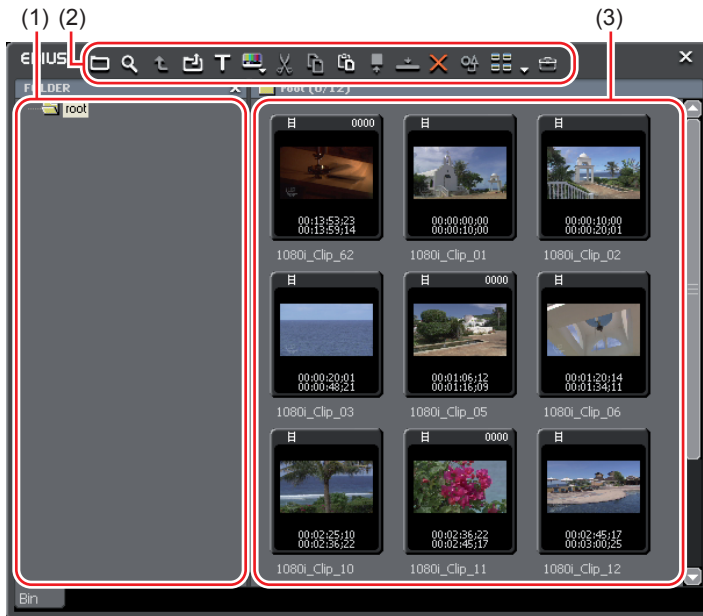 (1) (2) (3)
EDIUS
FOLDER x root (0/12)
root
0000
00:13:53;23
00:13:59;14
00:00:00;00
00:00:10;00
00:00:10;00
00:00:20;01
1080i_Clip_62 1080i_Clip_01 1080i_Clip_02
0000
00:00:20;01
00:00:48;21
00:01:06;12
00:01:16;09
00:01:20;14
00:01:34;11
1080i_Clip_03 1080i_Clip_05 1080i_Clip_06
0000
00:02:25;10
00:02:36;22
00:02:36;22
00:02:45;17
00:02:45;17
00:03:00;25
1080i_Clip_10 1080i_Clip_11 1080i_Clip_12
Bin